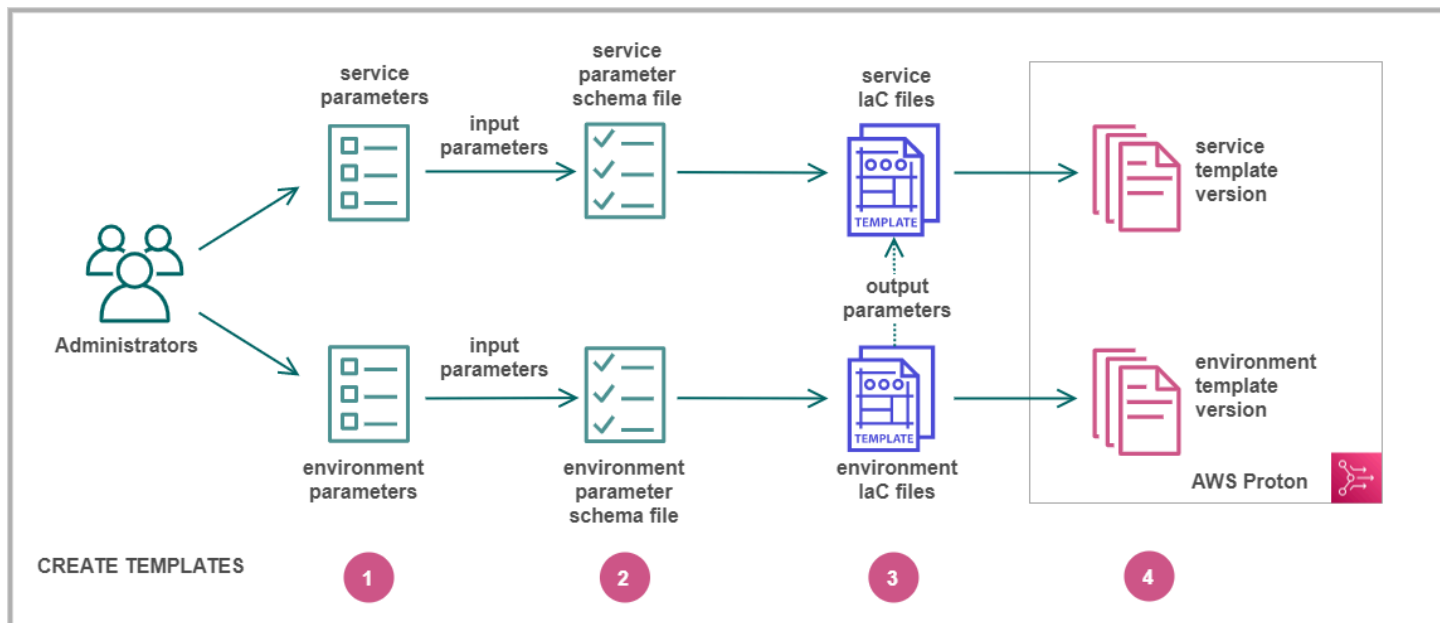 service
parameters
input
parameters
service
parameter
schema file
service
IaC files
TEMPLATE
service
template
version
Administrators
output
parameters
environment
parameters
input
parameters
environment
parameter
schema file
TEMPLATE
environment
IaC files
environment
template
version
AWS Proton
CREATE TEMPLATES
1
2
3
4